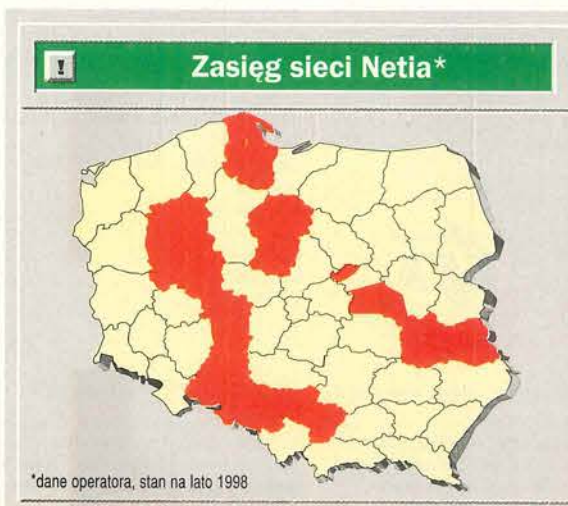 !
Zasięg sieci Netia*
*dane operatora, stan na lato 1998